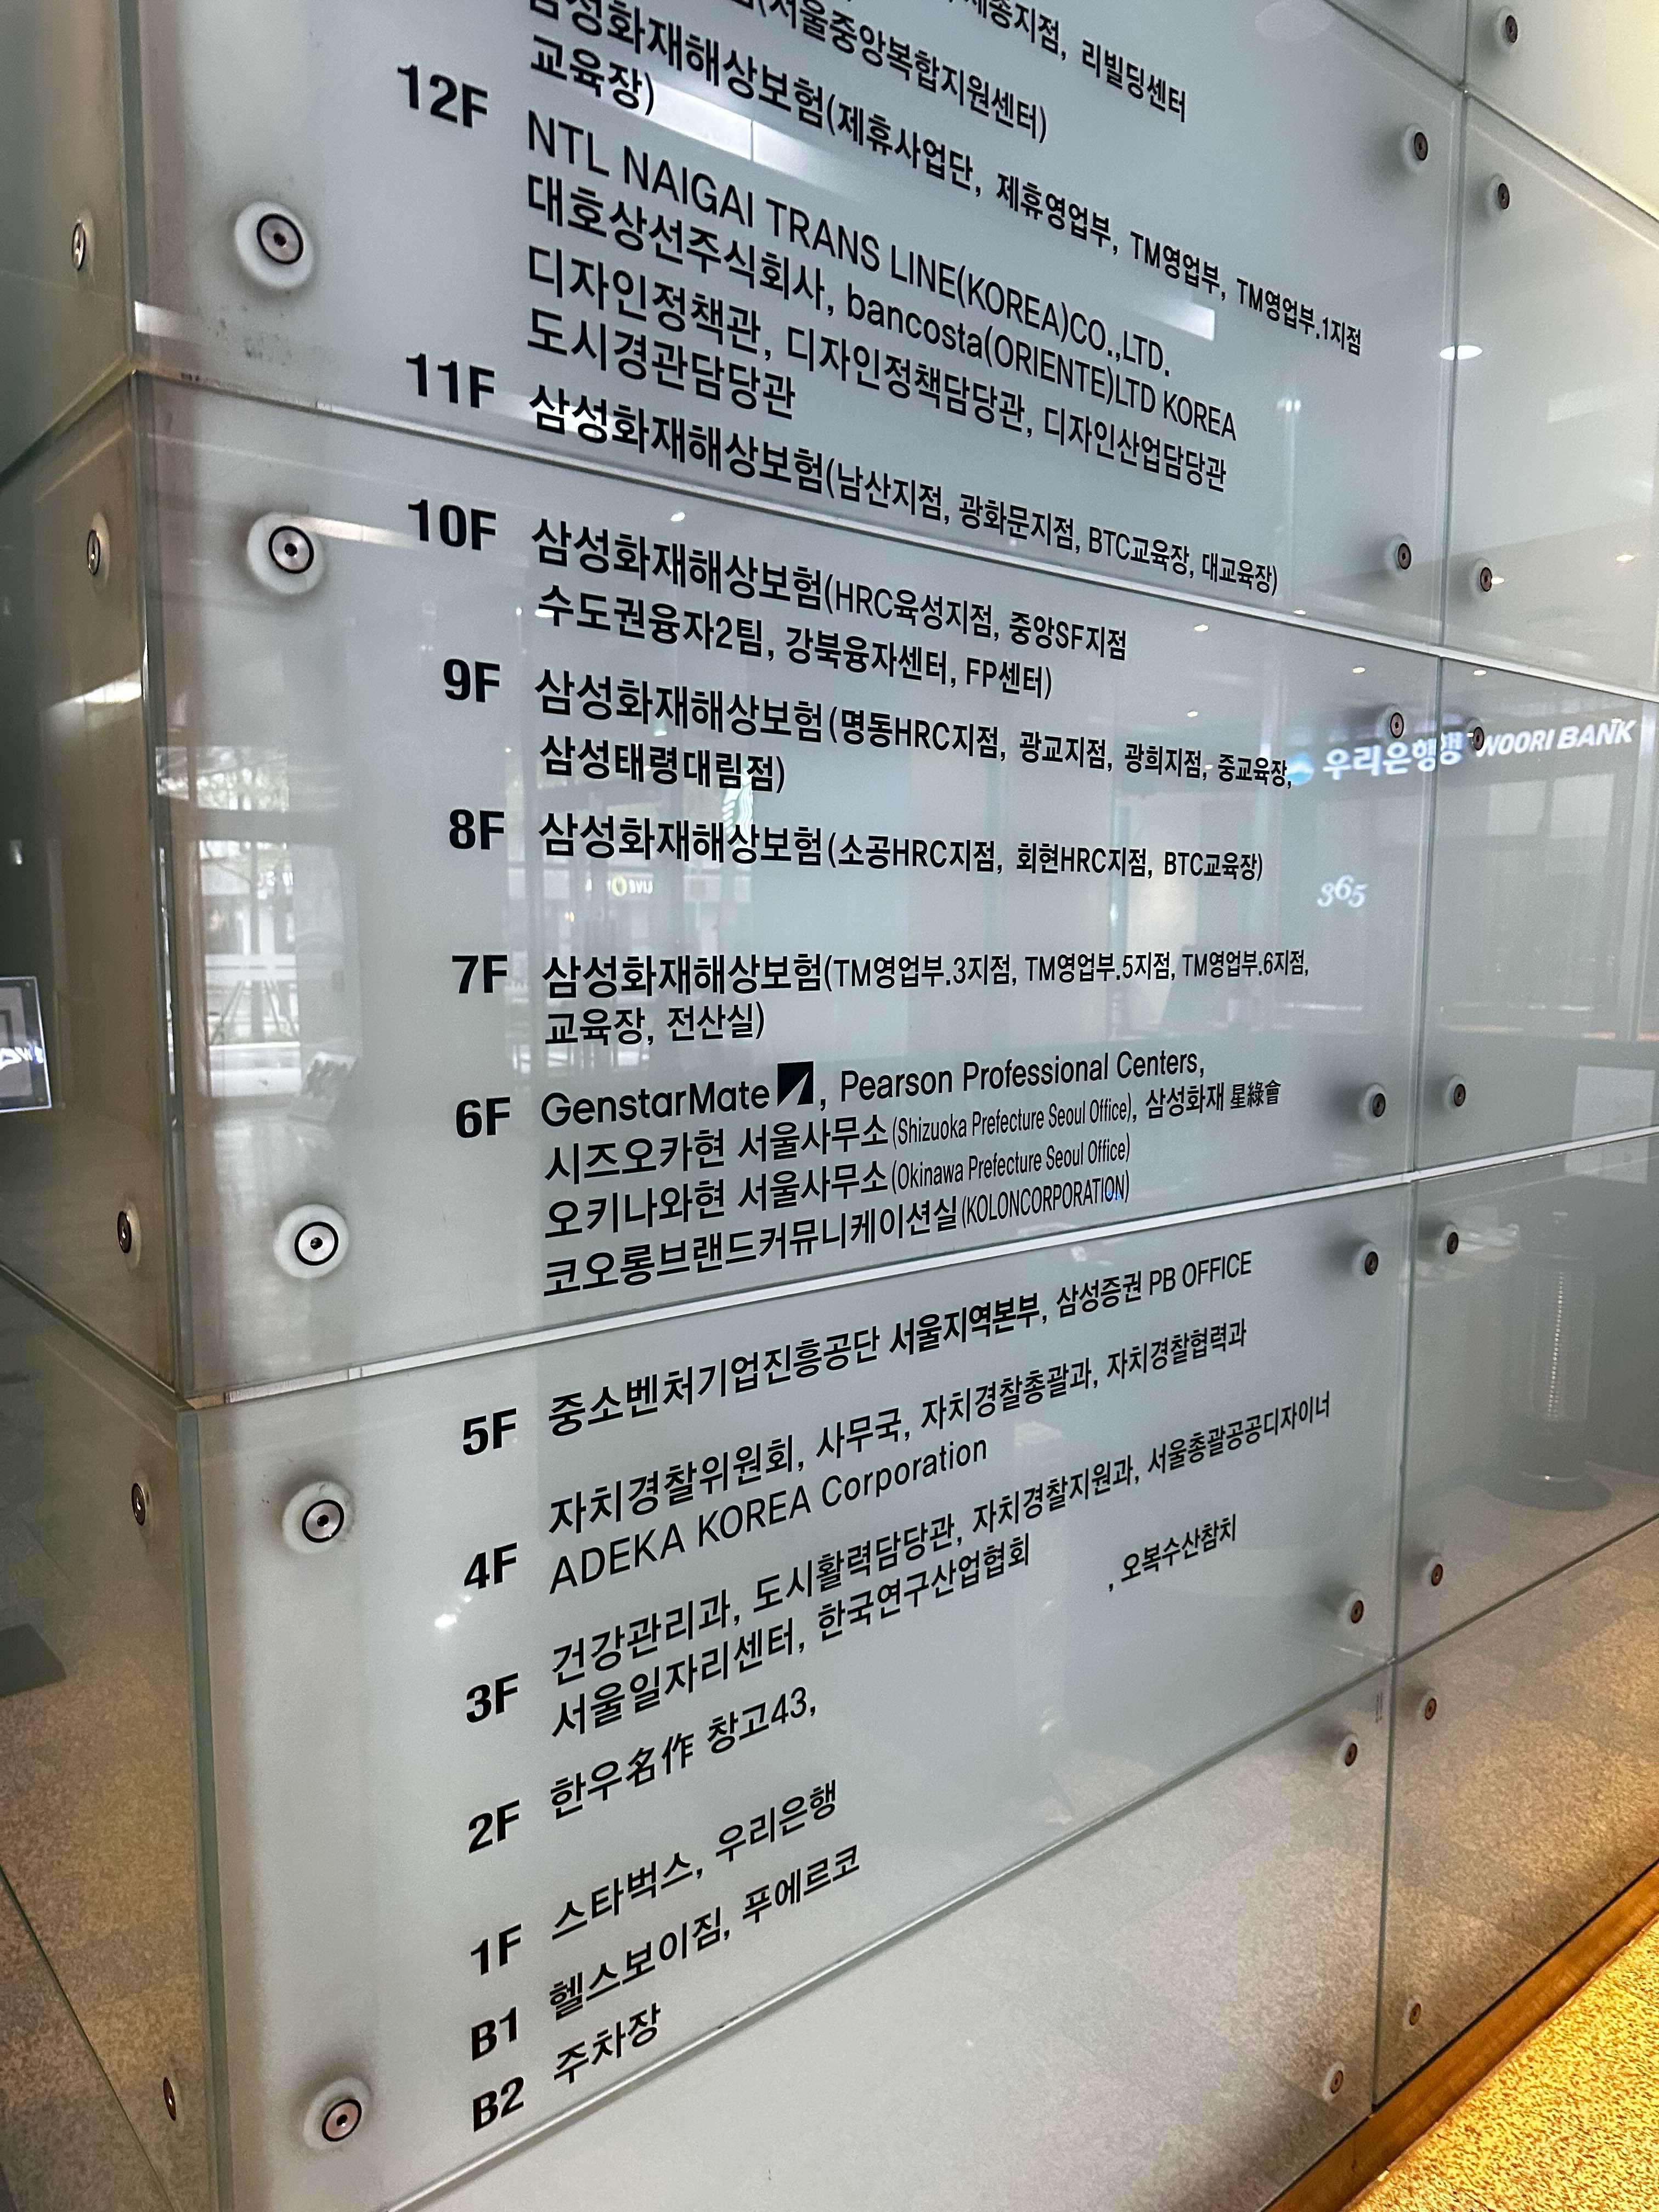 세종지점, 리빌딩센터
(서울중앙복합지원센터)
12F 삼성화재해상보험(제휴사업단, 제휴영업부, TM영업부, TM영업부.1지점
교육장)
NTL NAIGAI TRANS LINE(KOREA)CO.,LTD.
대호상선주식회사, bancosta(ORIENTE)LTD KOREA
디자인정책관, 디자인정책담당관, 디자인산업담당관
도시경관담당관
11F 삼성화재해상보험(남산지점, 광화문지점, BTC교육장, 대교육장)
10F 삼성화재해상보험(HRC육성지점, 중앙SF지점
수도권융자2팀, 강북융자센터, FP센터)
9F 삼성화재해상보험(명동HRC지점, 광교지점, 광희지점, 중교육장,
삼성태령대림점)
우리은행 WOORI BANK
8F 삼성화재해상보험(소공HRC지점, 회현HRC지점, BTC교육장)
365
7F 삼성화재해상보험(TM영업부.3지점, TM영업부.5지점, TM영업부.6지점,
교육장, 전산실)
6F GenstarMate, Pearson Professional Centers,
시즈오카현 서울사무소(Shizuoka Prefecture Seoul Office), 삼성화재 星綠會
오키나와현 서울사무소(Okinawa Prefecture Seoul Office)
코오롱브랜드커뮤니케이션실(KOLONCORPORATION)
5F 중소벤처기업진흥공단 서울지역본부, 삼성증권 PB OFFICE
4F 자치경찰위원회, 사무국, 자치경찰총괄과, 자치경찰협력과
ADEKA KOREA Corporation
3F 건강관리과, 도시활력담당관, 자치경찰지원과, 서울총괄공공디자이너
서울일자리센터, 한국연구산업협회
2F 한우名作 창고43, , 오복수산참치
1F 스타벅스, 우리은행
B1 헬스보이짐, 푸에르코
B2 주차장